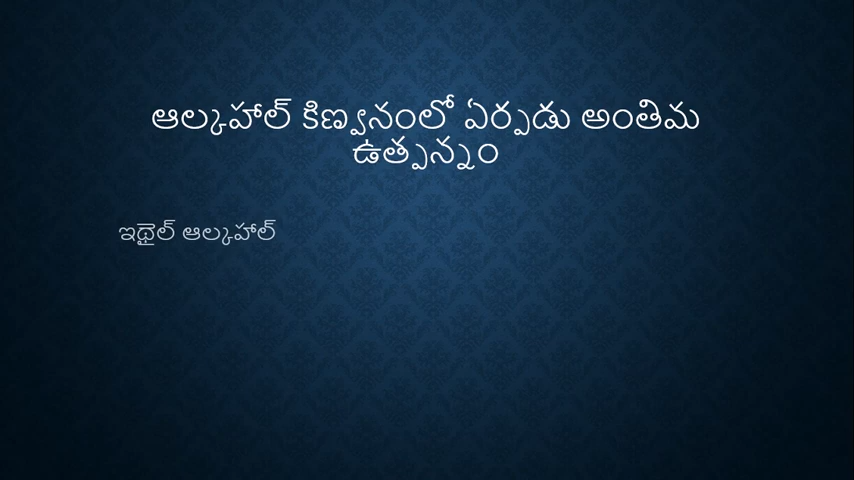 ఆల్కహాల్ కిణ్వనంలో ఏర్పడు అంతిమ
ఉత్పన్నం
ఇథైల్ ఆల్కహాల్